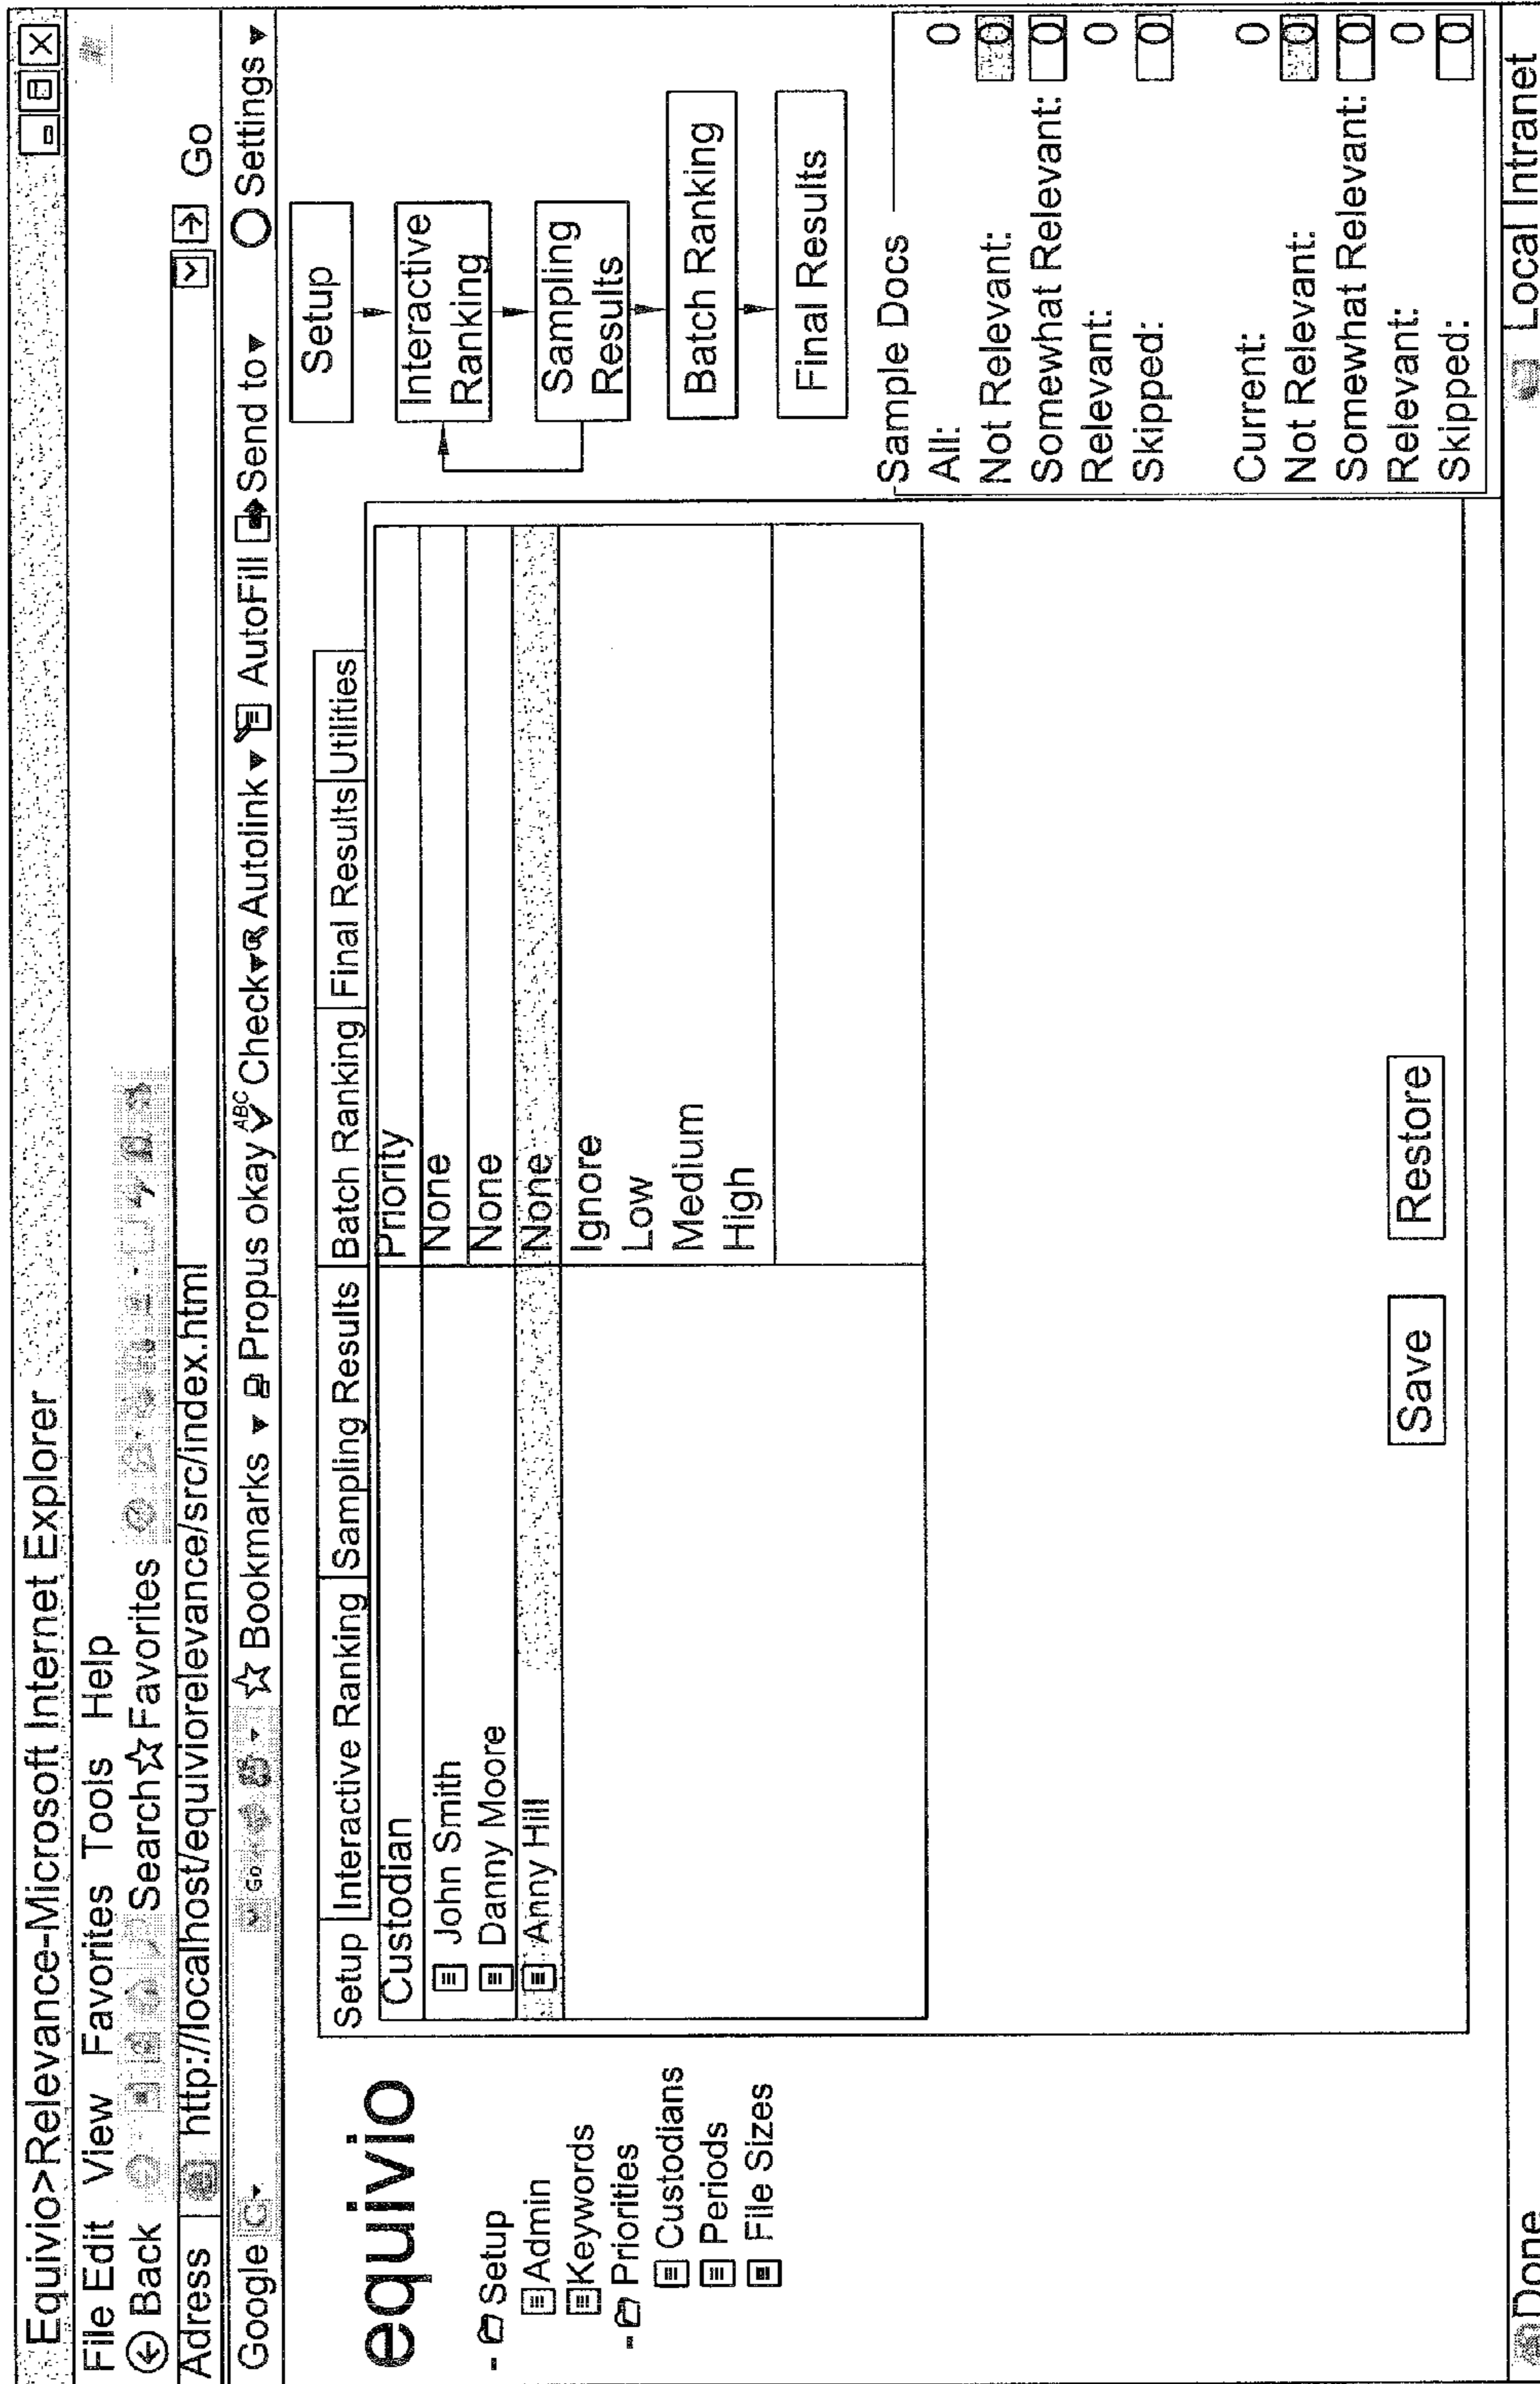 Equivio>Relevance-Microsoft Internet Explorer
File Edit View Favorites Tools Help
Back Search Favorites
Adress http://localhost/equiviorelevance/src/index.html Go
Google G Go Bookmarks Propus okay ABC Check Autolink AutoFill Send to Settings
equivio
- Setup
Admin
Keywords
- Priorities
Custodians
Periods
File Sizes
Setup Interactive Ranking Sampling Results Batch Ranking Final Results Utilities
Custodian Priority
John Smith None
Danny Moore None
Anny Hill None
Ignore
Low
Medium
High
Save Restore
Setup
Interactive
Ranking
Sampling
Results
Batch Ranking
Final Results
Sample Docs
All: 0
Not Relevant: 0
Somewhat Relevant: 0
Relevant: 0
Skipped: 0
Current: 0
Not Relevant: 0
Somewhat Relevant: 0
Relevant: 0
Skipped: 0
Done Local Intranet